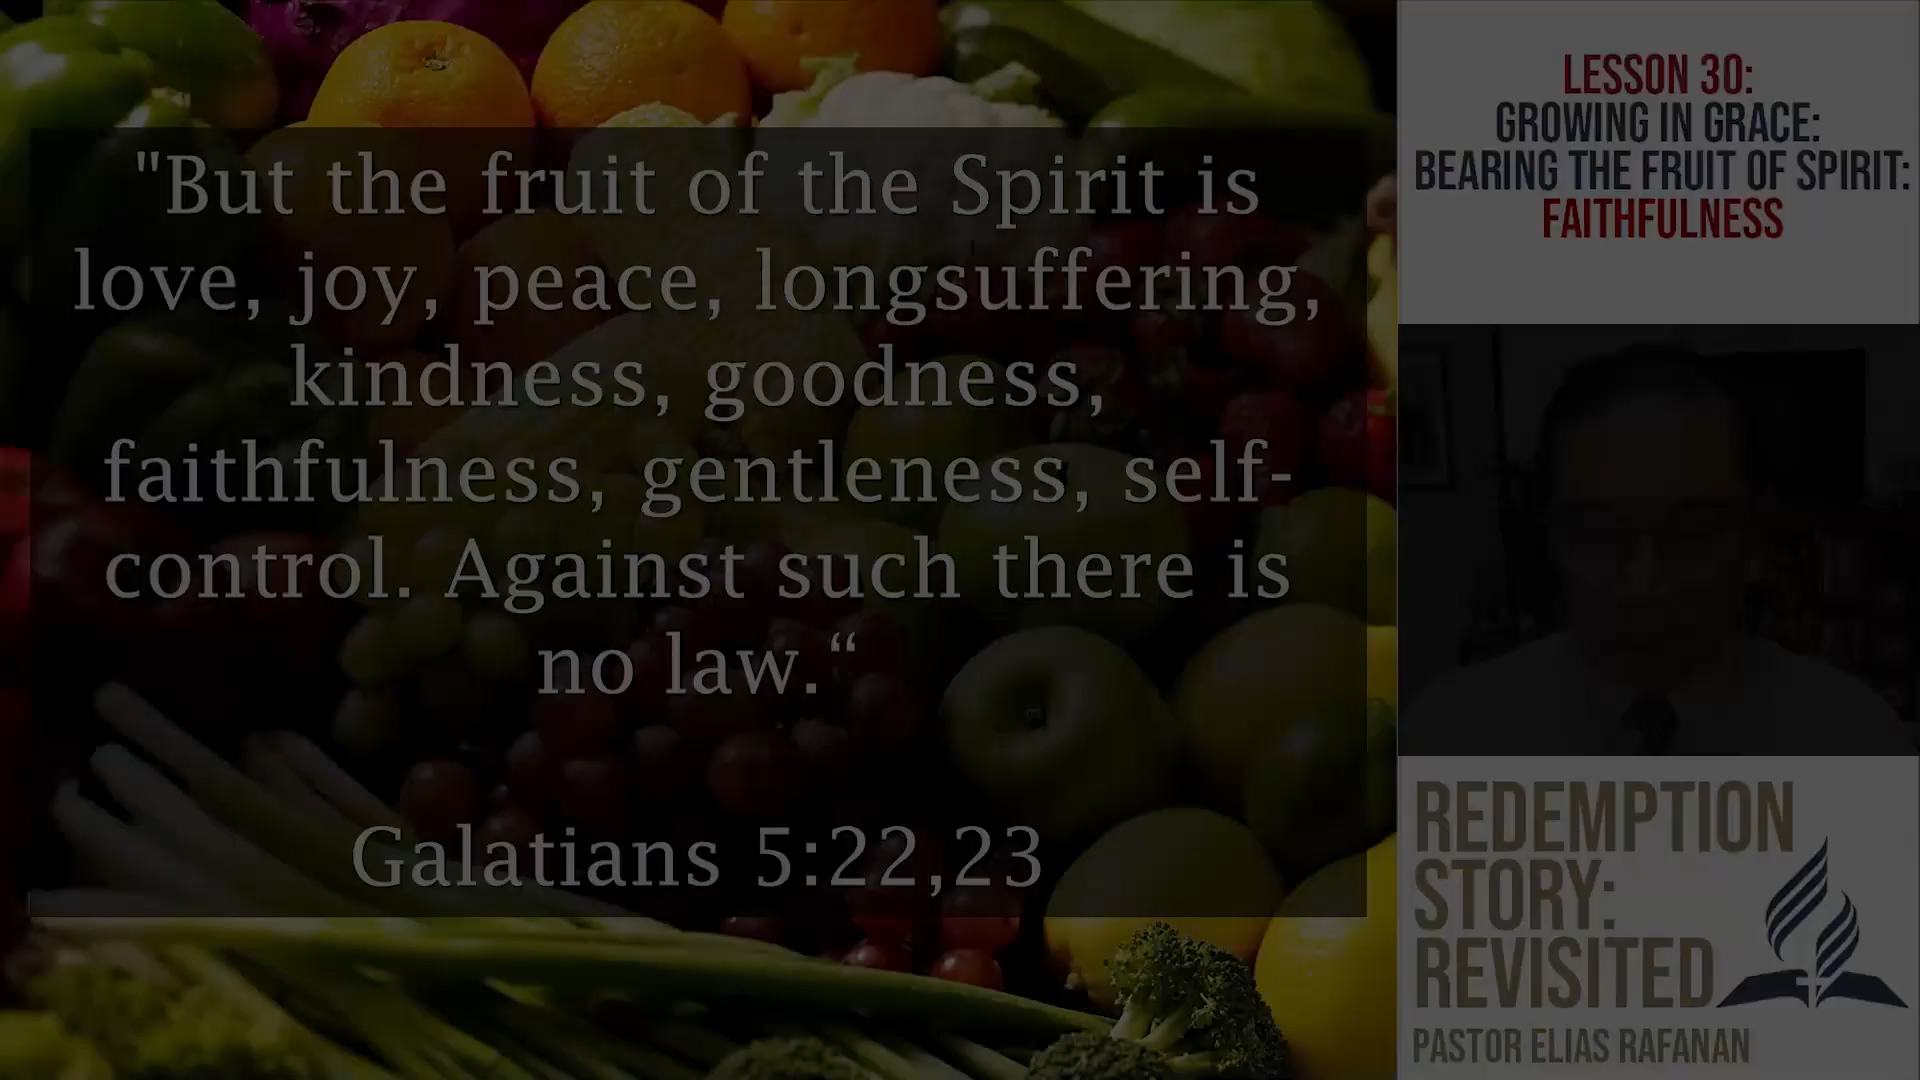 "But the fruit of the Spirit is
love, joy, peace, longsuffering,
kindness, goodness,
faithfulness, gentleness, self-
control. Against such there is
no law.“
Galatians 5:22,23
LESSON 30:
GROWING IN GRACE:
BEARING THE FRUIT OF SPIRIT:
FAITHFULNESS
REDEMPTION
STORY:
REVISITED
PASTOR ELIAS RAFANAN